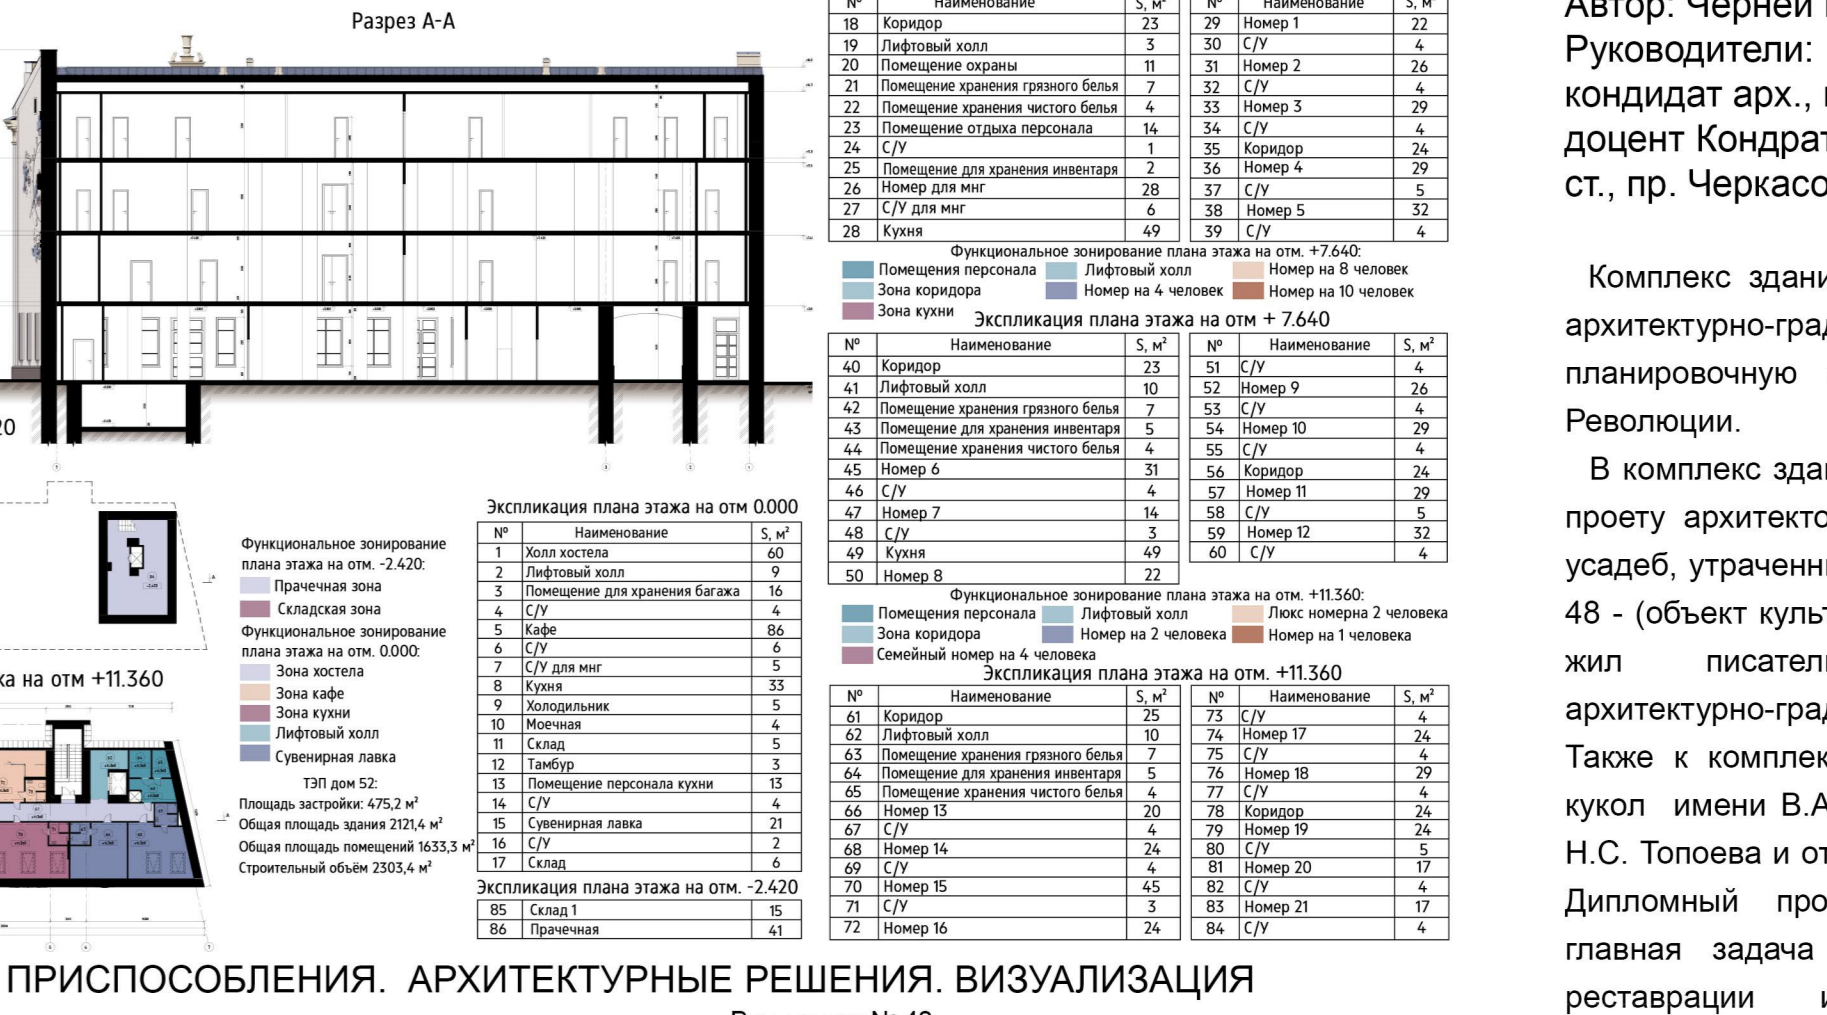 Разрез А-А
№ Наименование S, м²
18 Коридор 23
19 Лифтовый холл 3
20 Помещение охраны 11
21 Помещение хранения грязного белья 7
22 Помещение хранения чистого белья 4
23 Помещение отдыха персонала 14
24 С/У 1
25 Помещение для хранения инвентаря 2
26 Номер для мнг 28
27 С/У для мнг 6
28 Кухня 49
№ Наименование S, м²
29 Номер 1 22
30 С/У 4
31 Номер 2 26
32 С/У 4
33 Номер 3 29
34 С/У 4
35 Коридор 24
36 Номер 4 29
37 С/У 5
38 Номер 5 32
39 С/У 4
Функциональное зонирование плана этажа на отм. +7.640:
Помещения персонала Лифтовый холл Номер на 8 человек
Зона коридора Номер на 4 человек Номер на 10 человек
Зона кухни
Экспликация плана этажа на отм + 7.640
№ Наименование S, м²
40 Коридор 23
41 Лифтовый холл 10
42 Помещение хранения грязного белья 7
43 Помещение для хранения инвентаря 5
44 Помещение хранения чистого белья 4
45 Номер 6 31
46 С/У 4
47 Номер 7 14
48 С/У 3
49 Кухня 49
50 Номер 8 22
№ Наименование S, м²
51 С/У 4
52 Номер 9 26
53 С/У 4
54 Номер 10 29
55 С/У 4
56 Коридор 24
57 Номер 11 29
58 С/У 5
59 Номер 12 32
60 С/У 4
Функциональное зонирование плана этажа на отм. +11.360:
Помещения персонала Лифтовый холл Люкс номерна 2 человека
Зона коридора Номер на 2 человека Номер на 1 человека
Семейный номер на 4 человека
Экспликация плана этажа на отм. +11.360
№ Наименование S, м²
61 Коридор 25
62 Лифтовый холл 10
63 Помещение хранения грязного белья 7
64 Помещение для хранения инвентаря 5
65 Помещение хранения чистого белья 4
66 Номер 13 20
67 С/У 4
68 Номер 14 24
69 С/У 4
70 Номер 15 45
71 С/У 3
72 Номер 16 24
№ Наименование S, м²
73 С/У 4
74 Номер 17 24
75 С/У 4
76 Номер 18 29
77 С/У 4
78 Коридор 24
79 Номер 19 24
80 С/У 5
81 Номер 20 17
82 С/У 4
83 Номер 21 17
84 С/У 4
20
ка на отм +11.360
Функциональное зонирование
плана этажа на отм. -2.420:
Прачечная зона
Складская зона
Функциональное зонирование
плана этажа на отм. 0.000:
Зона хостела
Зона кафе
Зона кухни
Лифтовый холл
Сувенирная лавка
ТЭП дом 52:
Площадь застройки: 475,2 м²
Общая площадь здания 2121,4 м²
Общая площадь помещений 1633,3 м²
Строительный объём 2303,4 м²
Экспликация плана этажа на отм 0.000
№ Наименование S, м²
1 Холл хостела 60
2 Лифтовый холл 9
3 Помещение для хранения багажа 16
4 С/У 4
5 Кафе 86
6 С/У 6
7 С/У для мнг 5
8 Кухня 33
9 Холодильник 5
10 Моечная 4
11 Склад 5
12 Тамбур 3
13 Помещение персонала кухни 13
14 С/У 4
15 Сувенирная лавка 21
16 С/У 2
17 Склад 6
Экспликация плана этажа на отм. -2.420
85 Склад 1 15
86 Прачечная 41
ПРИСПОСОБЛЕНИЯ. АРХИТЕКТУРНЫЕ РЕШЕНИЯ. ВИЗУАЛИЗАЦИЯ
Автор: Черней
Руководители:
кондидат арх.,
доцент Кондрат
ст., пр. Черкасо
Комплекс здани
архитектурно-град
планировочную
Революции.
В комплекс здан
проету архитекто
усадеб, утраченн
48 - (объект культ
жил писател
архитектурно-град
Также к комплек
кукол имени В.А
Н.С. Топоева и от
Дипломный про
главная задача
реставрации и